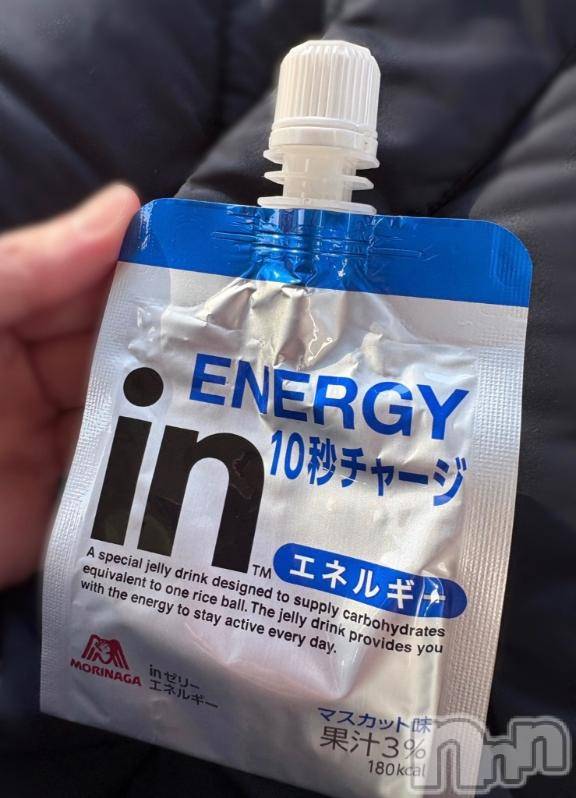 ENERGY
in
10秒チャージ
TM
エネルギー
A special jelly drink designed to supply carbohydrates
equivalent to one rice ball. The jelly drink provides you
with the energy to stay active every day.
MORINAGA
inゼリー
エネルギー
マスカット味
果汁3%
180kcal
nnn